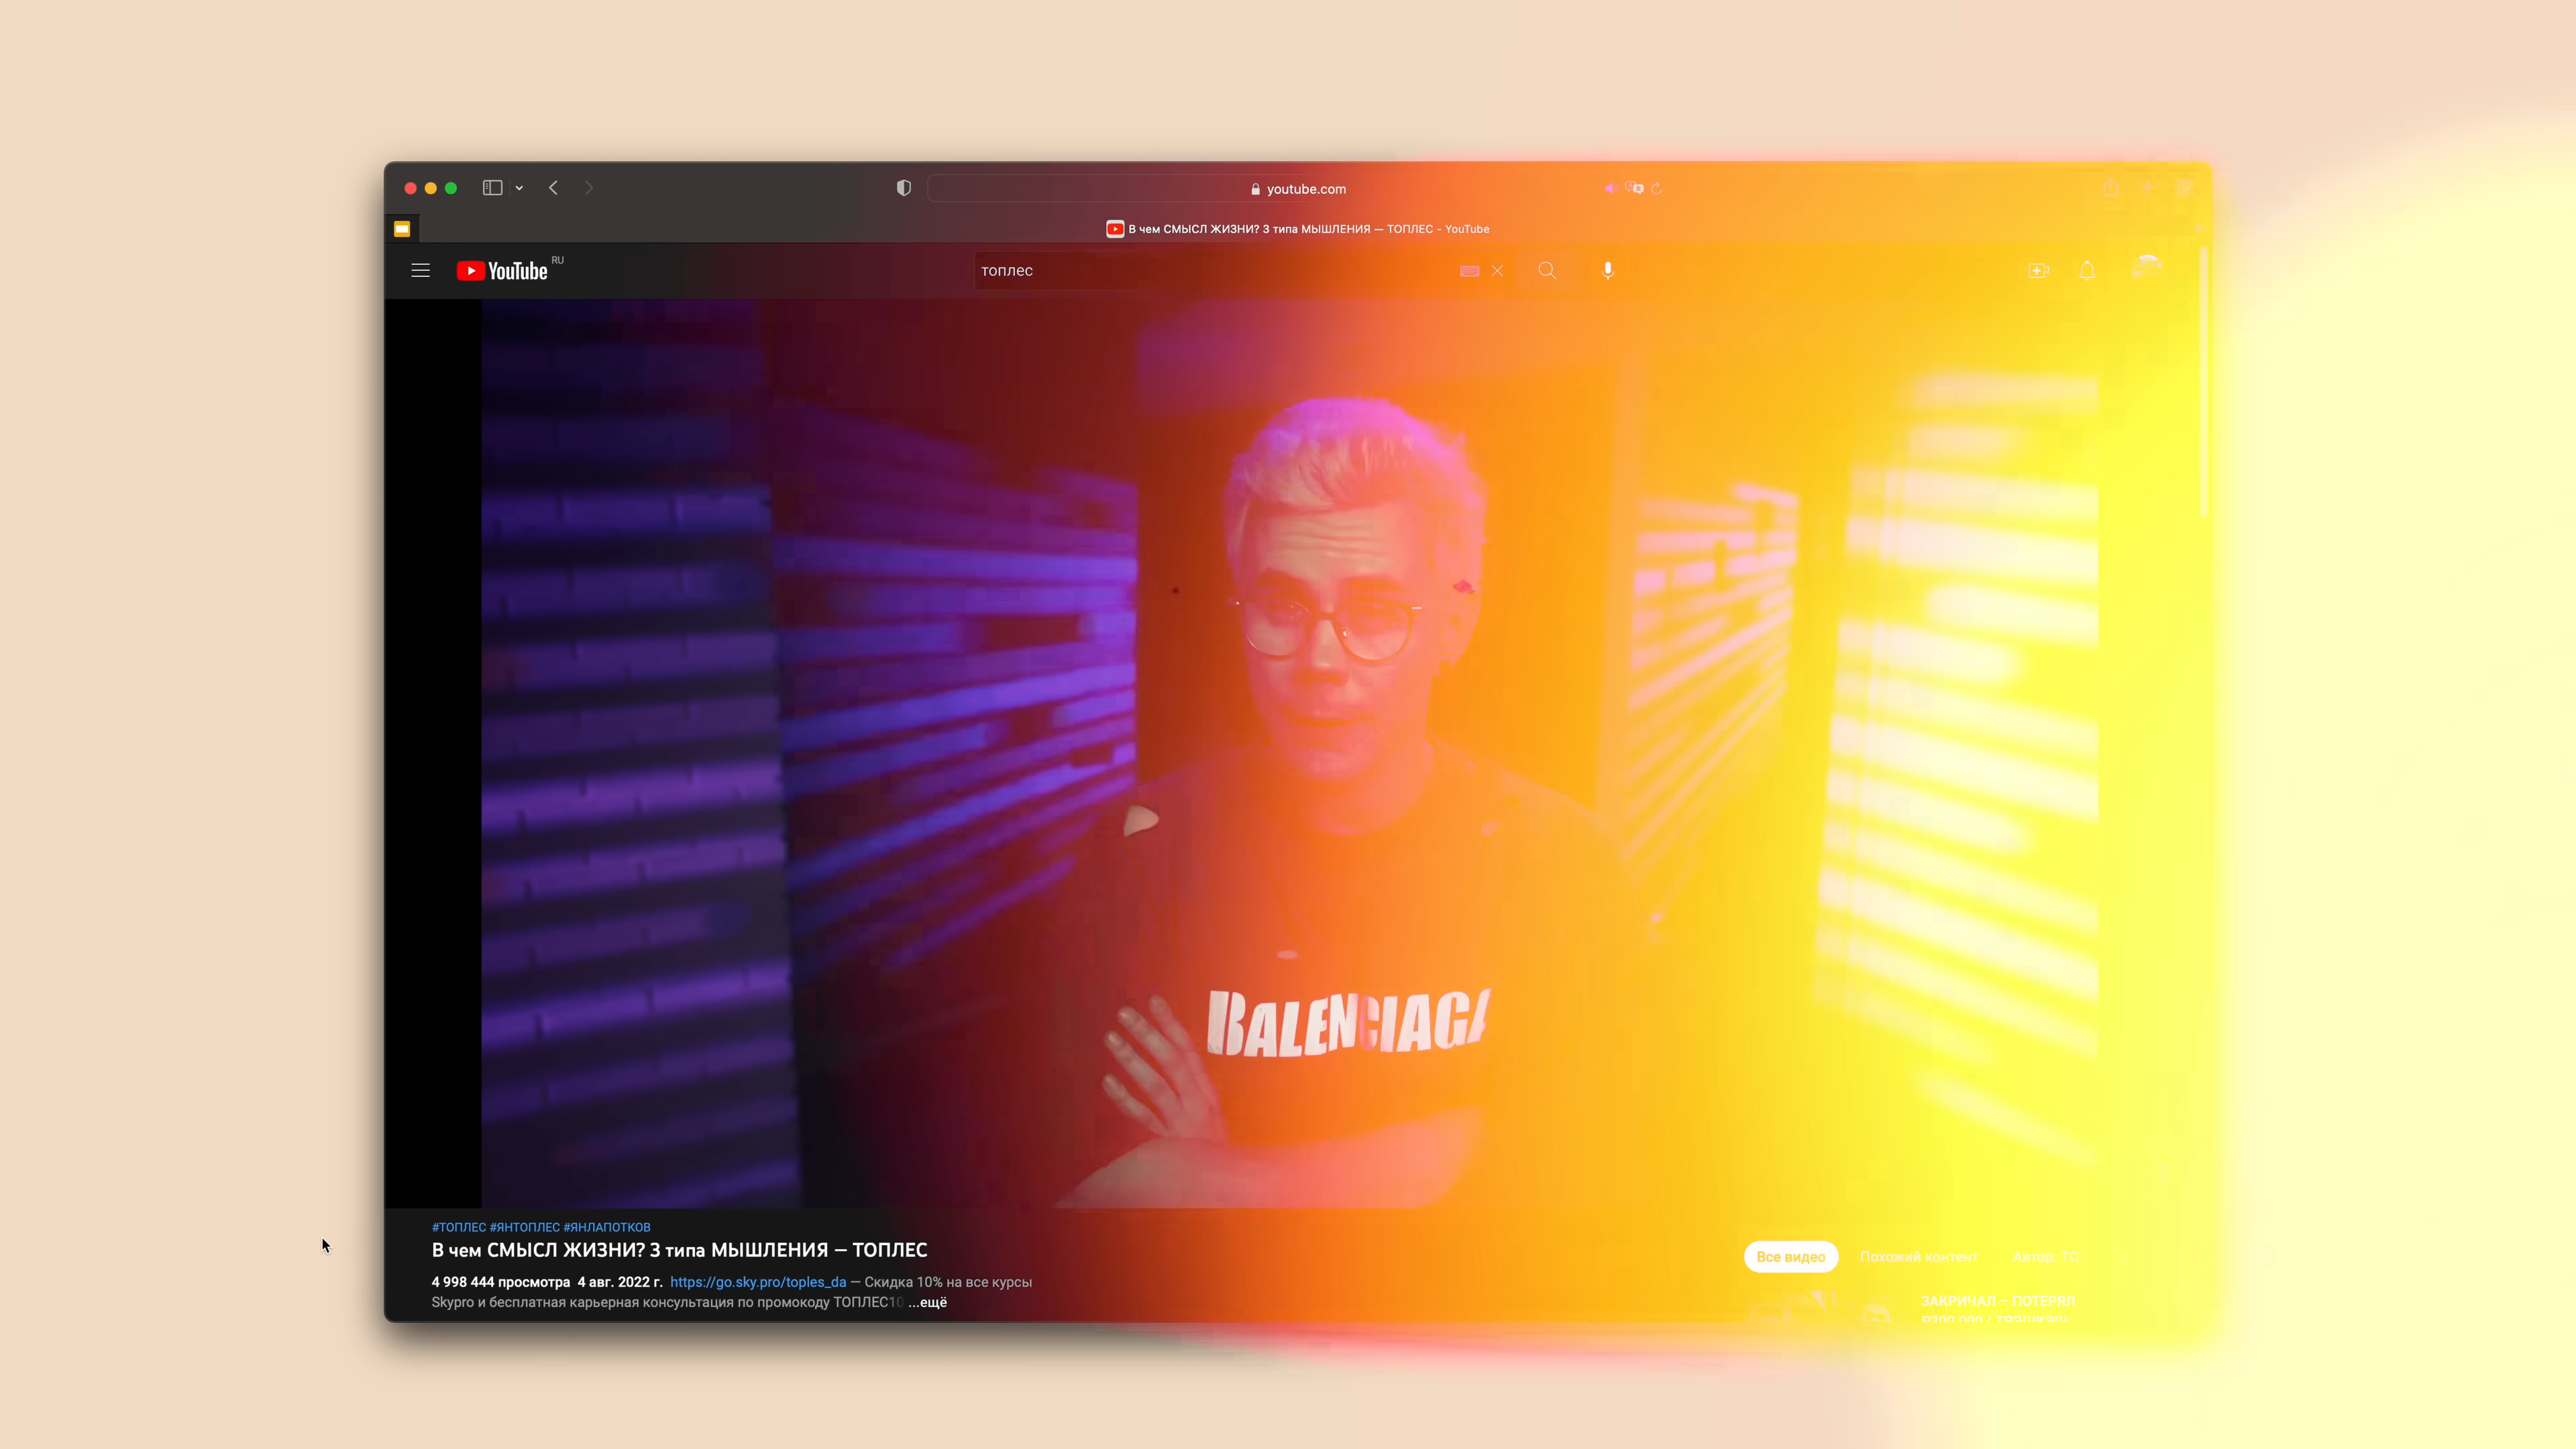 youtube.com
В чем СМЫСЛ ЖИЗНИ? 3 типа МЫШЛЕНИЯ — ТОПЛЕС - YouTube
YouTube RU
топлес
BALENCIAGA
#ТОПЛЕС #ЯНТОПЛЕС #ЯНЛАПОТКОВ
В чем СМЫСЛ ЖИЗНИ? 3 типа МЫШЛЕНИЯ — ТОПЛЕС
4 998 444 просмотра 4 авг. 2022 г. https://go.sky.pro/toples_da — Скидка 10% на все курсы
Skypro и бесплатная карьерная консультация по промокоду ТОПЛЕС10 ...ещё
Все видео Похожий контент Автор: ТО
ЗАКРИЧАЛ – ПОТЕРЯЛ